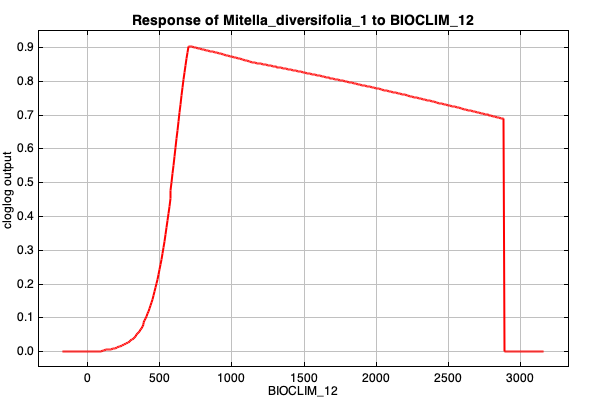 Response of Mitella_diversifolia_1 to BIOCLIM_12
cloglog output
0.9
0.8
0.7
0.6
0.5
0.4
0.3
0.2
0.1
0.0
0 500 1000 1500 2000 2500 3000
BIOCLIM_12